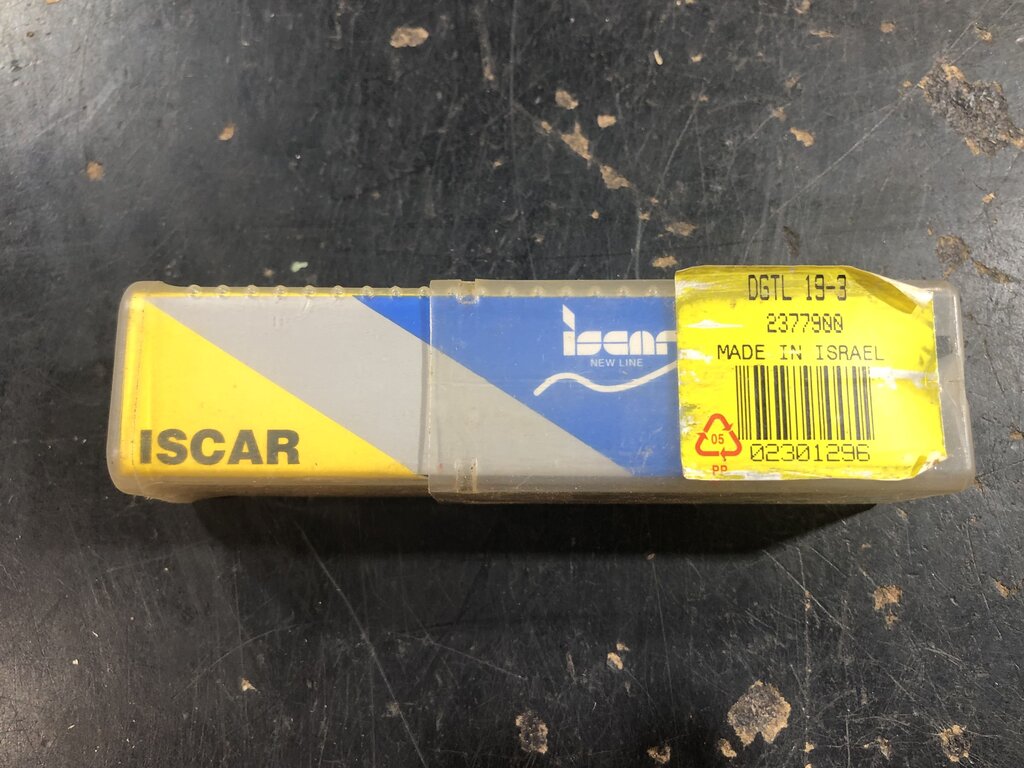 ISCAR
iscar
NEW LINE
DGTL 19-3
2377900
MADE IN ISRAEL
02301296
05
PP